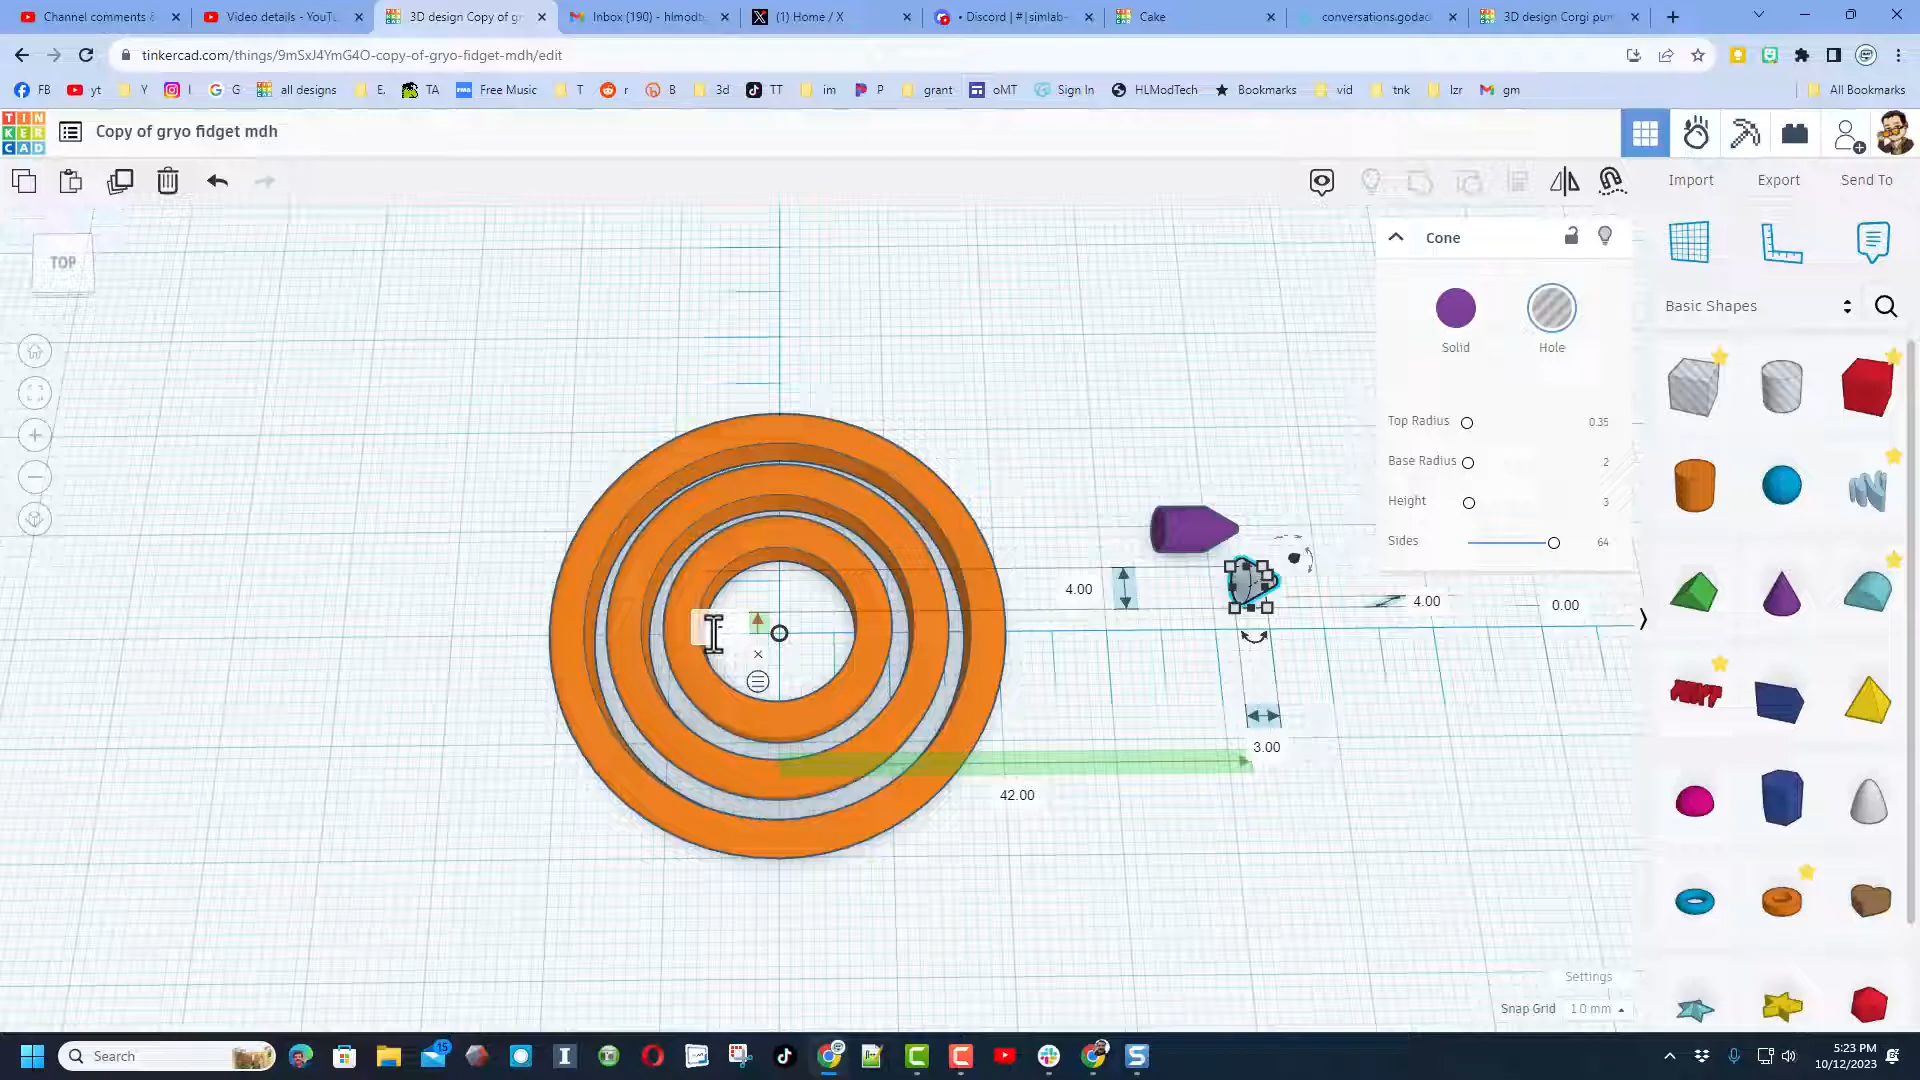 Channel comments &
Video details - YouTu
3D design Copy of gr
Inbox (190) - hlmodt
(1) Home / X
• Discord | #|simlab-
Cake
conversations.godac
3D design Corgi pum
tinkercad.com/things/9mSxJ4YmG4O-copy-of-gryo-fidget-mdh/edit
FB
yt
Y
I
G
all designs
E.
TA
Free Music
T
r
B
3d
TT
im
P
grant
oMT
Sign In
HLModTech
Bookmarks
vid
tnk
lzr
gm
All Bookmarks
TIN
KER
CAD
Copy of gryo fidget mdh
Import
Export
Send To
TOP
Cone
Solid
Hole
Top Radius 0.35
Base Radius 2
Height 3
Sides 64
Basic Shapes
4.00
4.00
0.00
3.00
42.00
Settings
Snap Grid 1.0 mm
Search
15
5:23 PM
10/12/2023